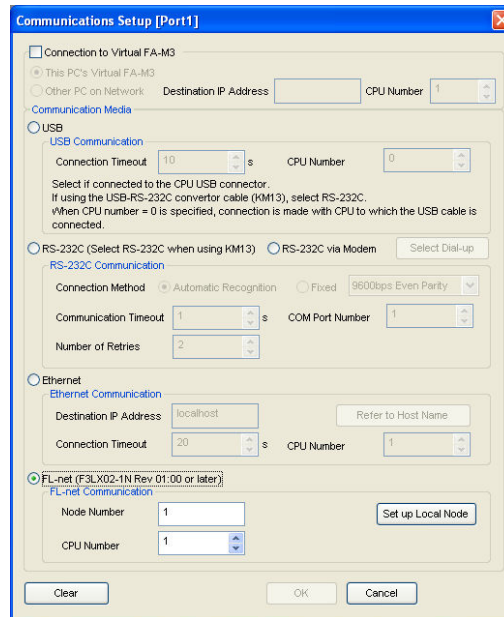 Communications Setup [Port1]
Connection to Virtual FA-M3
This PC's Virtual FA-M3
Other PC on Network Destination IP Address CPU Number 1
Communication Media
USB
USB Communication
Connection Timeout 10 s CPU Number 0
Select if connected to the CPU USB connector.
If using the USB-RS-232C convertor cable (KM13), select RS-232C.
When CPU number = 0 is specified, connection is made with CPU to which the USB cable is
connected.
RS-232C (Select RS-232C when using KM13) RS-232C via Modem Select Dial-up
RS-232C Communication
Connection Method Automatic Recognition Fixed 9600bps Even Parity
Communication Timeout 1 s COM Port Number 1
Number of Retries 2
Ethernet
Ethernet Communication
Destination IP Address localhost Refer to Host Name
Connection Timeout 20 s CPU Number 1
FL-net (F3LX02-1N Rev 01:00 or later)
FL-net Communication
Node Number 1 Set up Local Node
CPU Number 1
Clear OK Cancel